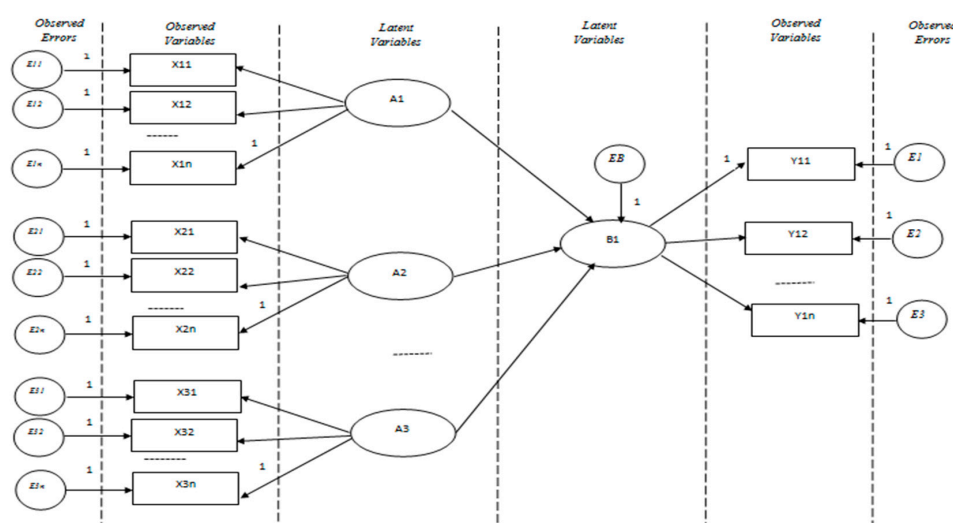 Observed Errors
Observed Variables
Latent Variables
Latent Variables
Observed Variables
Observed Errors
E11
1
X11
E12
1
X12
-------
E1n
1
X1n
1
A1
E21
1
X21
E22
1
X22
--------
E2n
1
X2n
1
A2
--------
E31
1
X31
E32
1
X32
---------
E3n
1
X3n
1
A3
EB
1
B1
1
Y11
1
E1
Y12
1
E2
---------
Y1n
1
E3